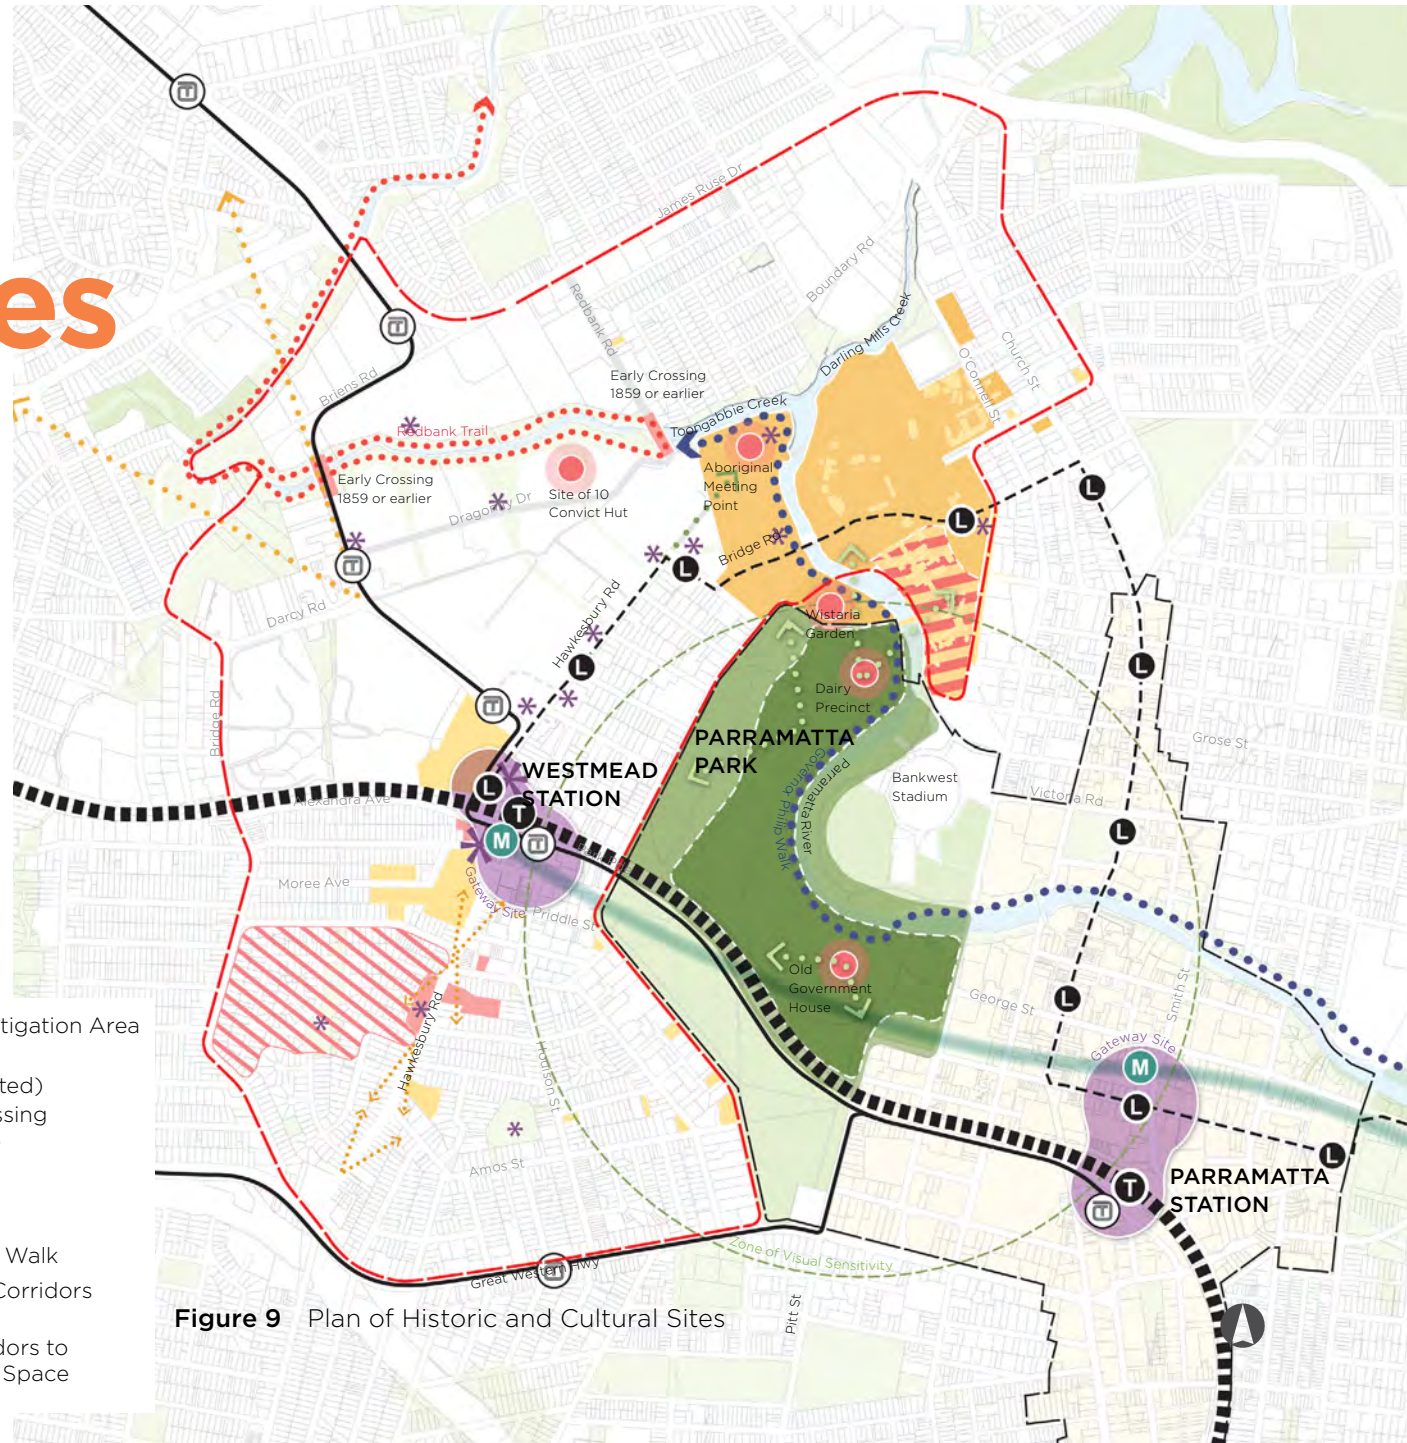 es
James Ruse Dr
Boundary Rd
Darling Mills Creek
Redbank Rd
O'Connell St
Church St
Early Crossing
1859 or earlier
Briens Rd
Toongabbie Creek
Redbank Trail
Aboriginal
Meeting
Point
Early Crossing
1859 or earlier
Site of 10
Convict Hut
Dragonfly Dr
Bridge Rd
L
L
L
Darcy Rd
Hawkesbury Rd
Wistaria
Garden
L
L
Dairy
Precinct
Bridge Rd
PARRAMATTA
PARK
Grose St
WESTMEAD
STATION
Governor Philip Walk
Parramatta River
Bankwest
Stadium
Victoria Rd
Alexandra Ave
L
T
M
L
Moree Ave
Gateway Site
Priddle St
Old
Government
House
George St
Smith St
L
Hawkesbury Rd
Houison St
Gateway Site
M
L
L
Amos St
T
PARRAMATTA
STATION
Zone of Visual Sensitivity
Great Western Hwy
Pitt St
tigation Area
ted)
ssing
Walk
Corridors
dors to
Space
Figure 9 Plan of Historic and Cultural Sites